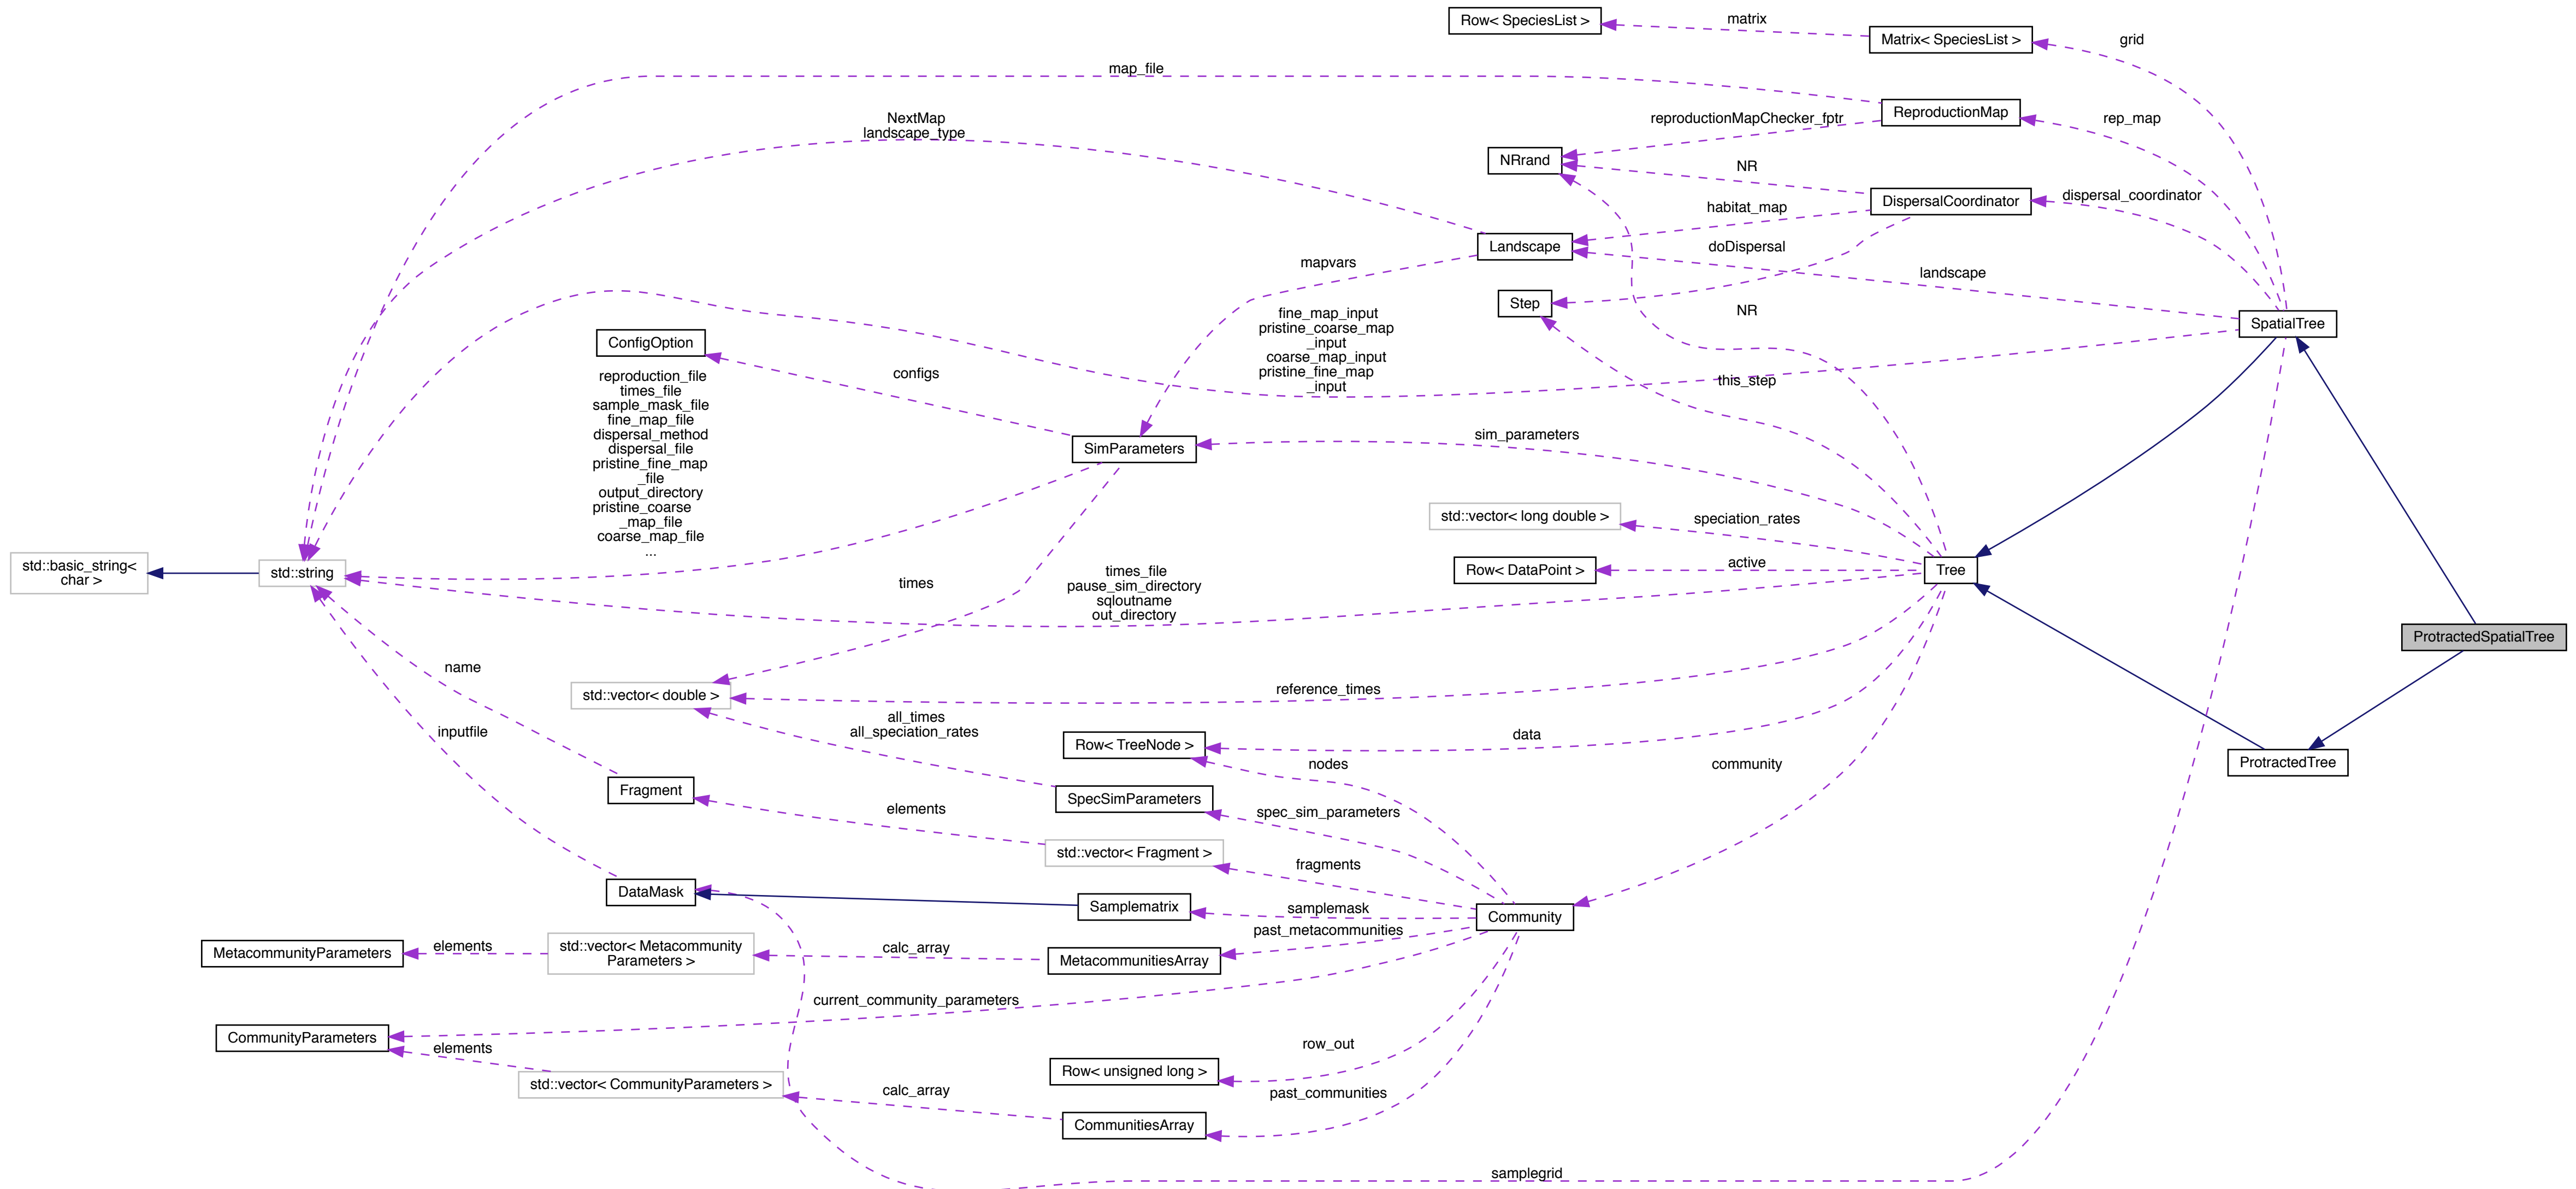 Row< SpeciesList >
matrix
Matrix< SpeciesList >
grid
map_file
ReproductionMap
rep_map
NextMap
landscape_type
reproductionMapChecker_fptr
NRrand
NR
DispersalCoordinator
dispersal_coordinator
habitat_map
Landscape
doDispersal
mapvars
landscape
Step
NR
SpatialTree
fine_map_input
pristine_coarse_map
_input
coarse_map_input
pristine_fine_map
_input
ConfigOption
configs
this_step
reproduction_file
times_file
sample_mask_file
fine_map_file
dispersal_method
dispersal_file
pristine_fine_map
_file
output_directory
pristine_coarse
_map_file
coarse_map_file
...
SimParameters
sim_parameters
std::vector< long double >
speciation_rates
std::basic_string<
char >
std::string
times
times_file
pause_sim_directory
sqloutname
out_directory
Row< DataPoint >
active
Tree
ProtractedSpatialTree
name
std::vector< double >
reference_times
inputfile
all_times
all_speciation_rates
Row< TreeNode >
data
nodes
community
ProtractedTree
Fragment
elements
SpecSimParameters
spec_sim_parameters
std::vector< Fragment >
fragments
DataMask
Samplematrix
samplemask
Community
past_metacommunities
MetacommunityParameters
elements
std::vector< Metacommunity
Parameters >
calc_array
MetacommunitiesArray
current_community_parameters
CommunityParameters
elements
std::vector< CommunityParameters >
calc_array
row_out
Row< unsigned long >
past_communities
CommunitiesArray
samplegrid